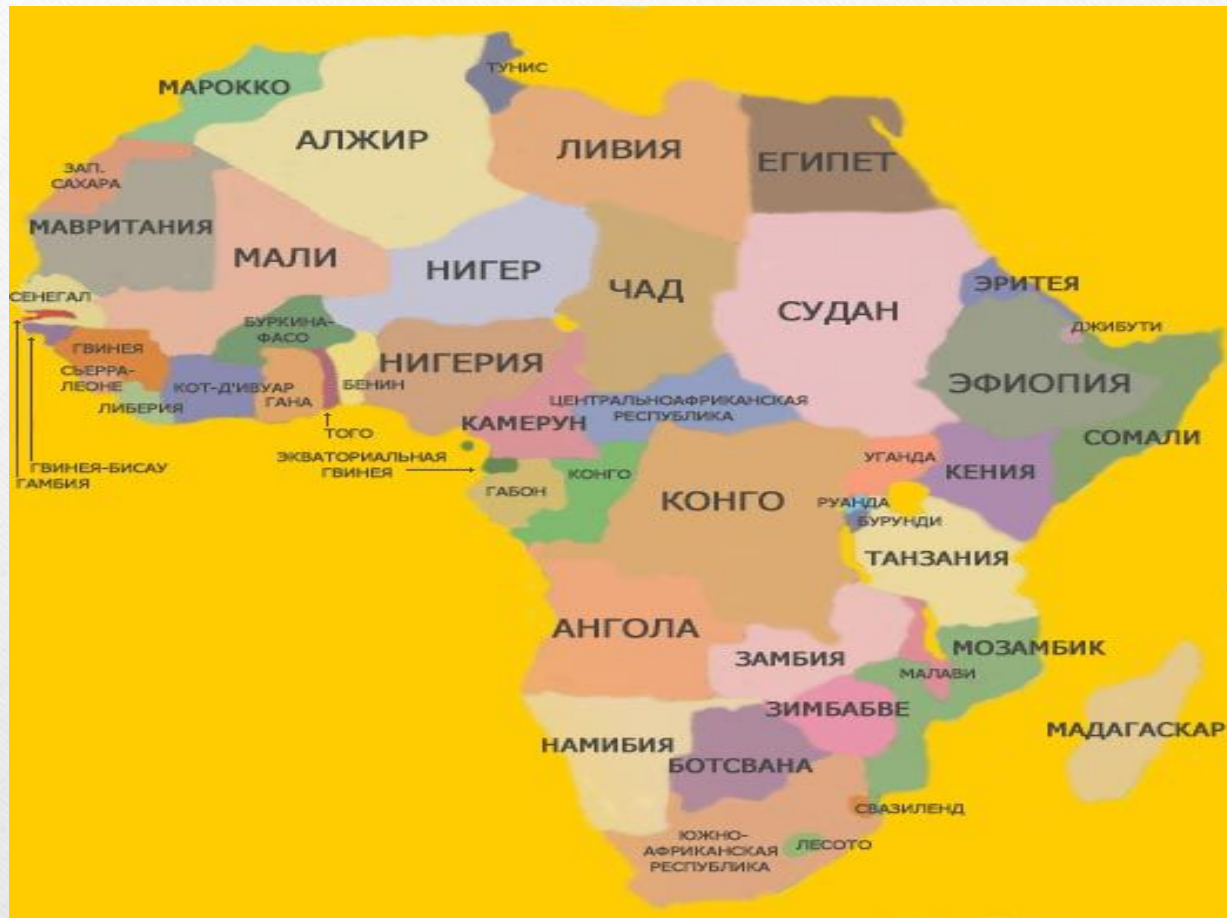 ТУНИС
МАРОККО
АЛЖИР
ЛИВИЯ
ЕГИПЕТ
ЗАП.
САХАРА
МАВРИТАНИЯ
МАЛИ
НИГЕР
ЧАД
СУДАН
ЭРИТЕЯ
СЕНЕГАЛ
БУРКИНА-
ФАСО
ДЖИБУТИ
ГВИНЕЯ
НИГЕРИЯ
СЬЕРРА-
ЛЕОНЕ
КОТ-Д'ИВУАР
ГАНА
БЕНИН
ЭФИОПИЯ
ЛИБЕРИЯ
ЦЕНТРАЛЬНОАФРИКАНСКАЯ
РЕСПУБЛИКА
КАМЕРУН
ТОГО
СОМАЛИ
ЭКВАТОРИАЛЬНАЯ
ГВИНЕЯ
УГАНДА
ГВИНЕЯ-БИСАУ
ГАМБИЯ
КОНГО
КЕНИЯ
ГАБОН
КОНГО
РУАНДА
БУРУНДИ
ТАНЗАНИЯ
АНГОЛА
ЗАМБИЯ
МОЗАМБИК
МАЛАВИ
ЗИМБАБВЕ
МАДАГАСКАР
НАМИБИЯ
БОТСВАНА
СВАЗИЛЕНД
ЮЖНО-
АФРИКАНСКАЯ
РЕСПУБЛИКА
ЛЕСОТО